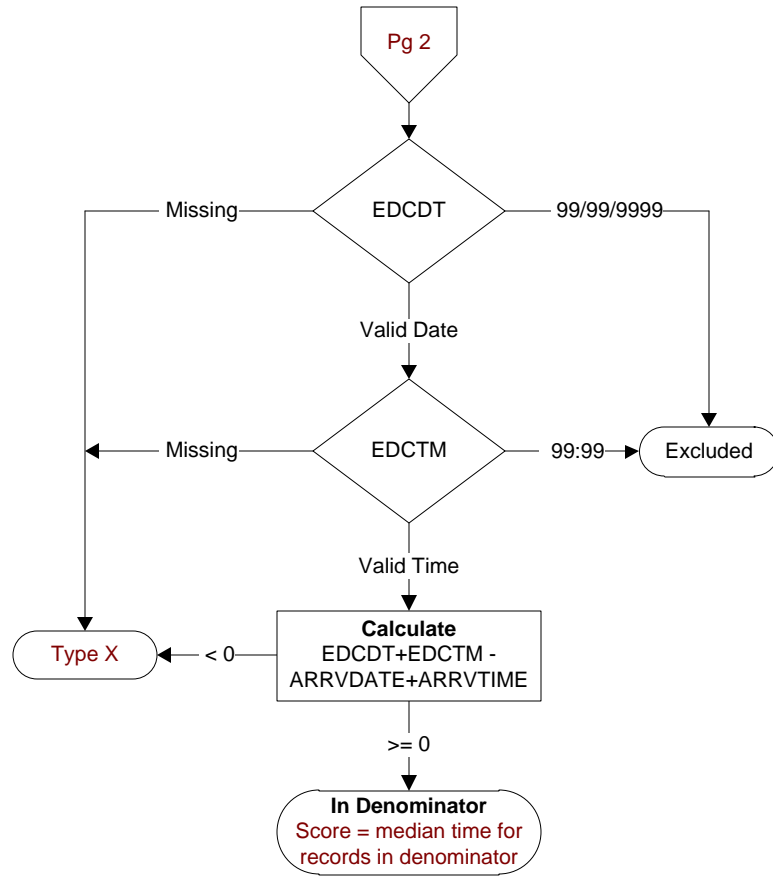 Pg 2
Missing
EDCDT
99/99/9999
Valid Date
Missing
EDCTM
99:99
Excluded
Valid Time
Calculate
EDCDT+EDCTM -
ARRVDATE+ARRVTIME
Type X
< 0
>= 0
In Denominator
Score = median time for
records in denominator